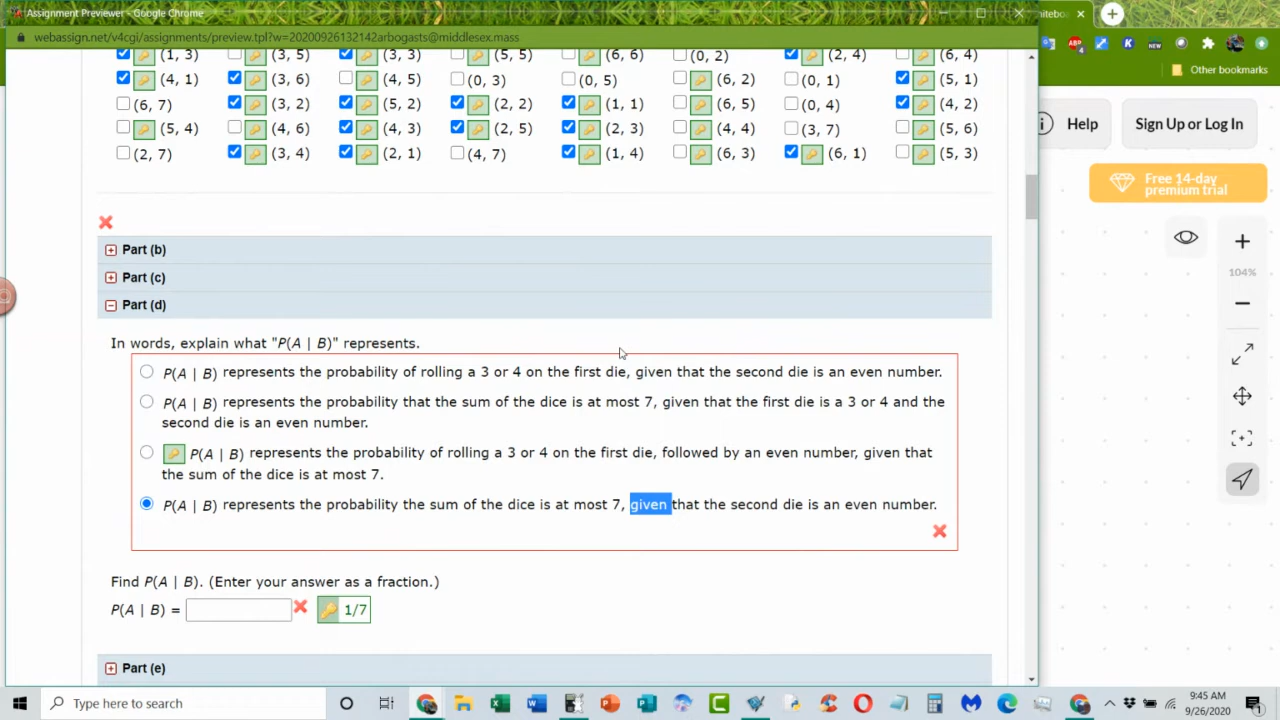 Assignment Previewer - Google Chrome
webassign.net/v4cgi/assignments/preview.tpl?w=20200926132142arbogasts@middlesex.mass
(1, 3) (3, 5) (3, 3) (5, 5) (6, 6) (0, 2) (2, 4) (6, 4)
(4, 1) (3, 6) (4, 5) (0, 3) (0, 5) (6, 2) (0, 1) (5, 1)
(6, 7) (3, 2) (5, 2) (2, 2) (1, 1) (6, 5) (0, 4) (4, 2)
(5, 4) (4, 6) (4, 3) (2, 5) (2, 3) (4, 4) (3, 7) (5, 6)
(2, 7) (3, 4) (2, 1) (4, 7) (1, 4) (6, 3) (6, 1) (5, 3)
Part (b)
Part (c)
Part (d)
In words, explain what "P(A | B)" represents.
P(A | B) represents the probability of rolling a 3 or 4 on the first die, given that the second die is an even number.
P(A | B) represents the probability that the sum of the dice is at most 7, given that the first die is a 3 or 4 and the
second die is an even number.
P(A | B) represents the probability of rolling a 3 or 4 on the first die, followed by an even number, given that
the sum of the dice is at most 7.
P(A | B) represents the probability the sum of the dice is at most 7, given that the second die is an even number.
Find P(A | B). (Enter your answer as a fraction.)
P(A | B) = 1/7
Part (e)
Other bookmarks
Help
Sign Up or Log In
Free 14-day
premium trial
104%
Type here to search
9:45 AM
9/26/2020